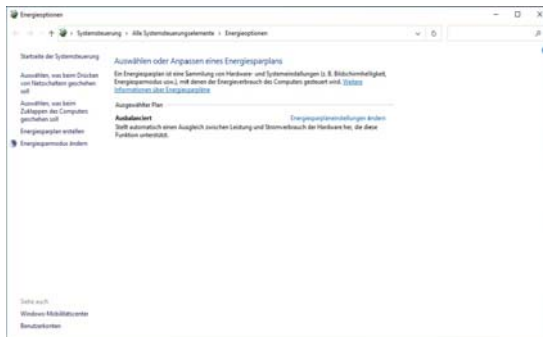 Energieoptionen
Systemsteuerung › Alle Systemsteuerungselemente › Energieoptionen
Startseite der Systemsteuerung
Auswählen, was beim Drücken
von Netzschaltern geschehen
soll
Auswählen, was beim
Zuklappen des Computers
geschehen soll
Energiesparplan erstellen
Energiesparmodus ändern
Auswählen oder Anpassen eines Energiesparplans
Ein Energiesparplan ist eine Sammlung von Hardware- und Systemeinstellungen (z. B. Bildschirmhelligkeit,
Energiesparmodus usw.), mit denen der Energieverbrauch des Computers gesteuert wird. Weitere
Informationen über Energiesparpläne
Ausgewählter Plan
Ausbalanciert
Energiesparplaneinstellungen ändern
Stellt automatisch einen Ausgleich zwischen Leistung und Stromverbrauch der Hardware her, die diese
Funktion unterstützt.
Siehe auch
Windows-Mobilitätscenter
Benutzerkonten